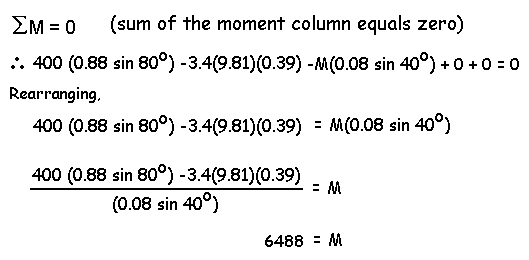 ∑M = 0 (sum of the moment column equals zero)
∴ 400 (0.88 sin 80°) -3.4(9.81)(0.39) -M(0.08 sin 40°) + 0 + 0 = 0
Rearranging,
400 (0.88 sin 80°) -3.4(9.81)(0.39) = M(0.08 sin 40°)
400 (0.88 sin 80°) -3.4(9.81)(0.39)
= M
(0.08 sin 40°)
6488 = M